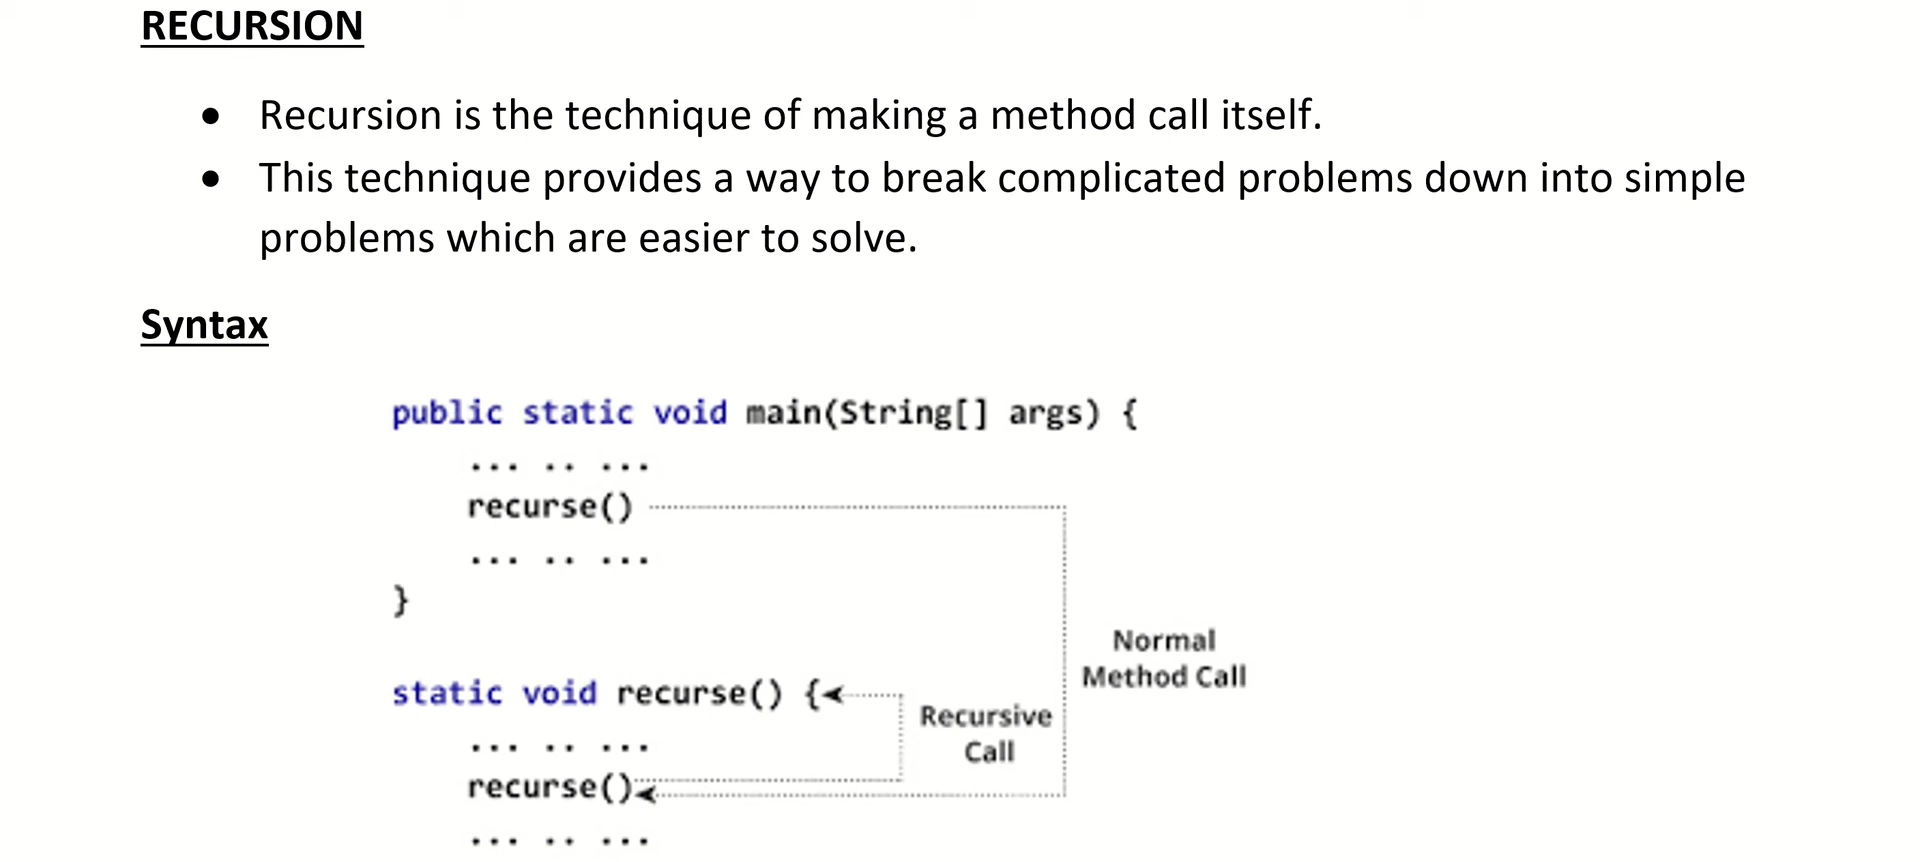 RECURSION
• Recursion is the technique of making a method call itself.
• This technique provides a way to break complicated problems down into simple
problems which are easier to solve.
Syntax
public static void main(String[] args) {
... .. ...
recurse()
... .. ...
}
Normal
Method Call
static void recurse() {
Recursive
Call
... .. ...
recurse()
... .. ...